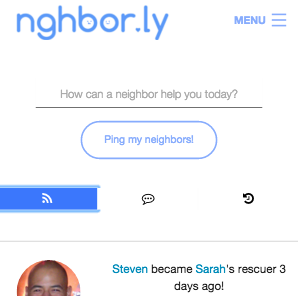 nghbor.ly
MENU
How can a neighbor help you today?
Ping my neighbors!
Steven became Sarah's rescuer 3
days ago!